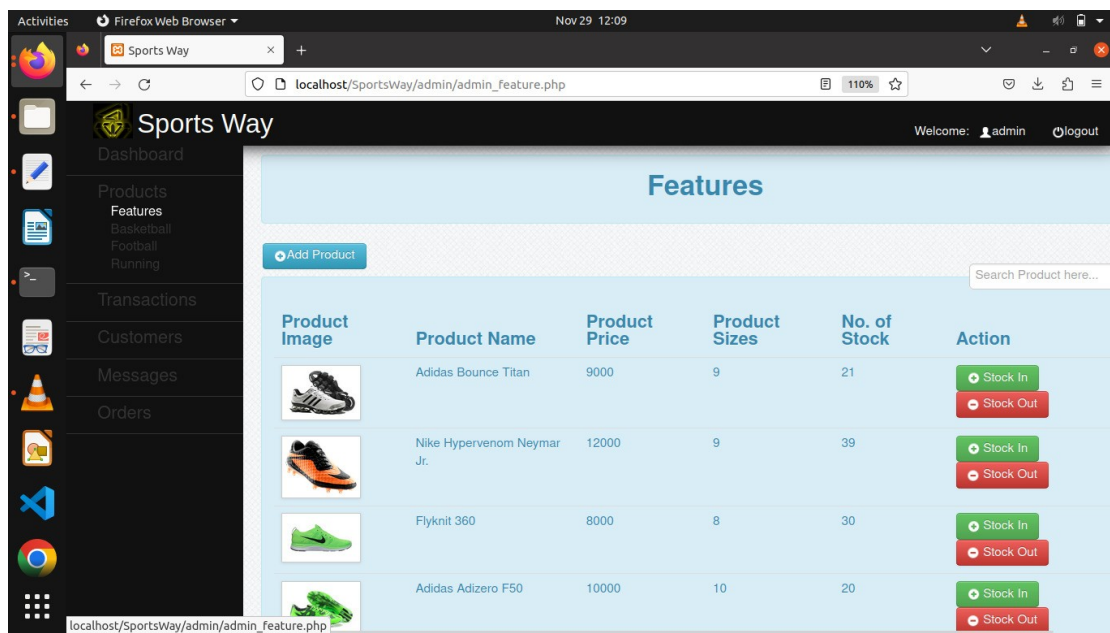 Activities
Firefox Web Browser
Nov 29 12:09
Sports Way
localhost/SportsWay/admin/admin_feature.php
110%
Sports Way
Welcome: admin logout
Dashboard
Products
Features
Basketball
Football
Running
Transactions
Customers
Messages
Orders
Features
Add Product
Search Product here...
Product Image
Product Name
Product Price
Product Sizes
No. of Stock
Action
Adidas Bounce Titan 9000 9 21
Stock In
Stock Out
Nike Hypervenom Neymar 12000 9 39
Jr.
Stock In
Stock Out
Flyknit 360 8000 8 30
Stock In
Stock Out
Adidas Adizero F50 10000 10 20
Stock In
Stock Out
localhost/SportsWay/admin/admin_feature.php